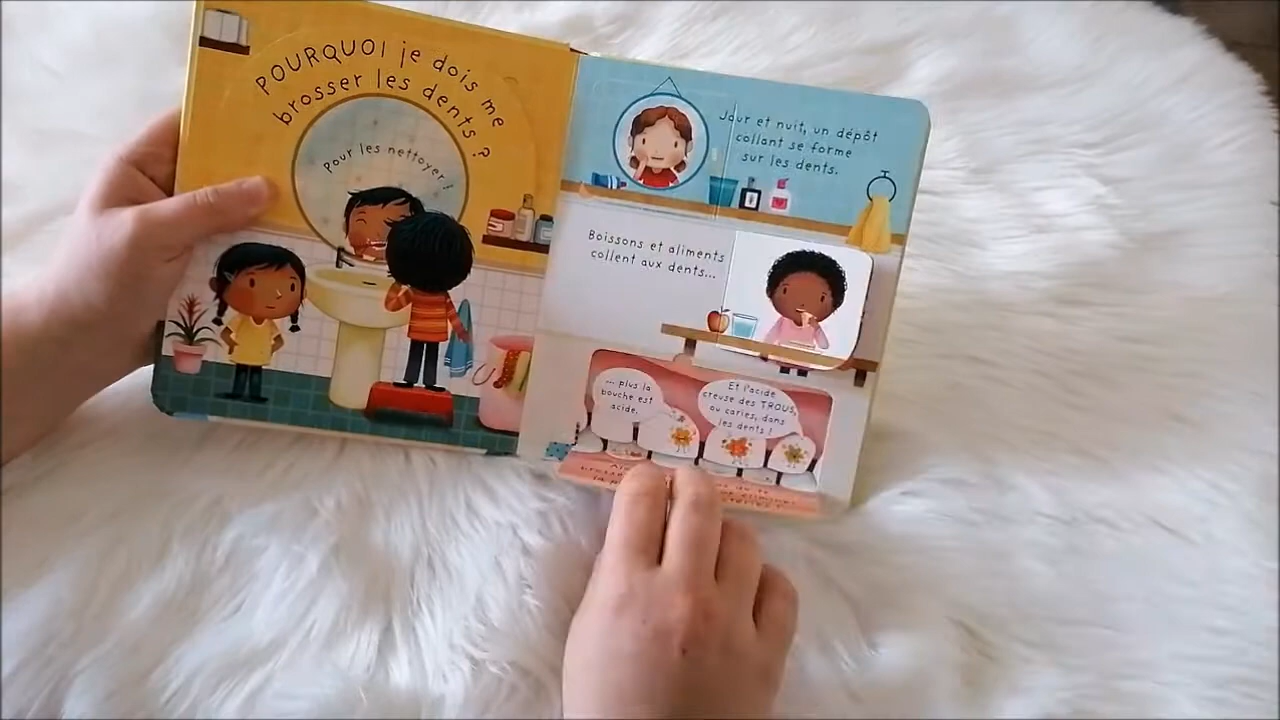 POURQUOI je dois me
brosser les dents ?
Pour les nettoyer !
Jour et nuit, un dépôt
collant se forme
sur les dents.
Boissons et aliments
collent aux dents...
... plus la
bouche est
acide.
Et l'acide
creuse des TROUS,
ou caries, dans
les dents !